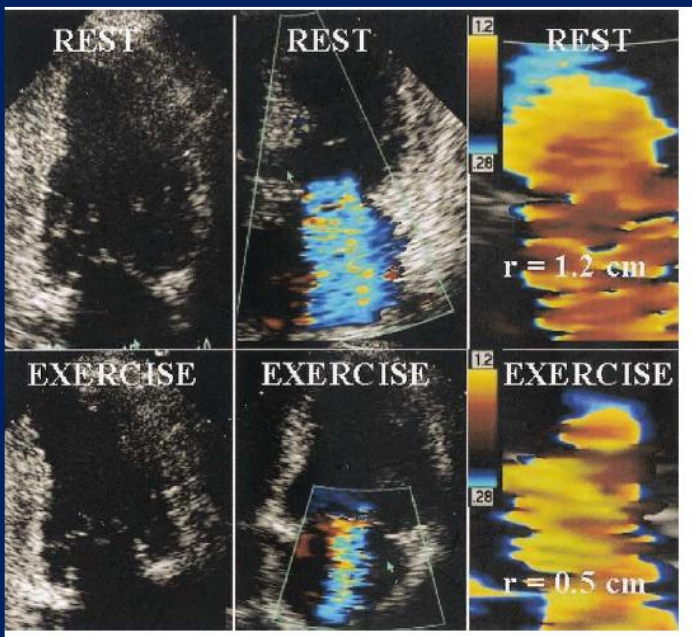 REST
REST
1.2
REST
.28
r = 1.2 cm
EXERCISE
EXERCISE
1.2
EXERCISE
.28
r = 0.5 cm